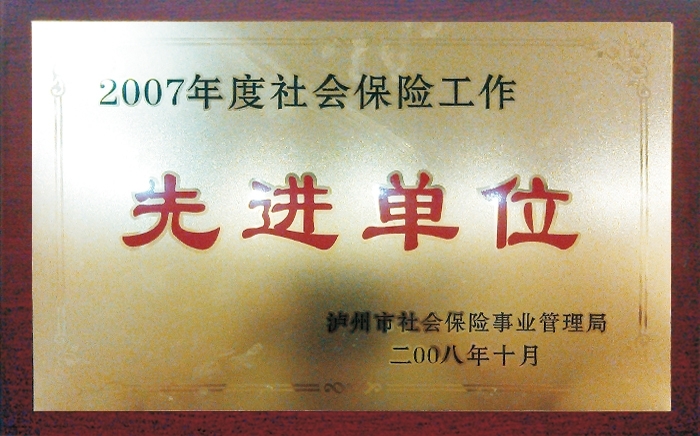 2007年度社会保险工作
先进单位
泸州市社会保险事业管理局
二00八年十月